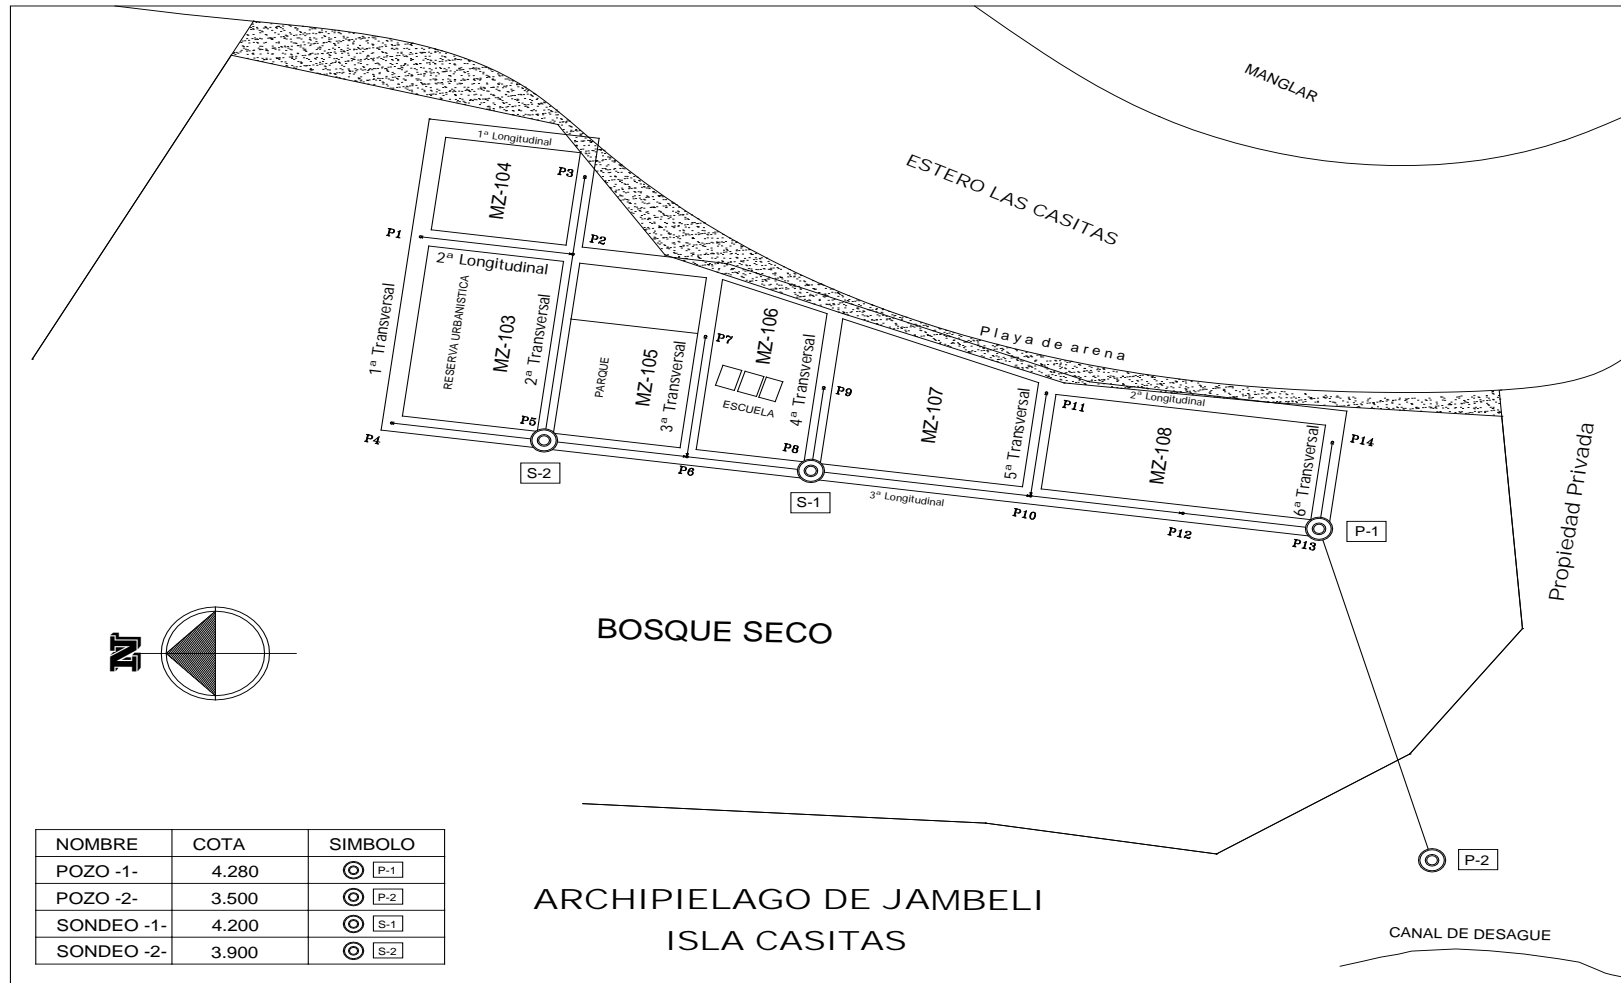 MANGLAR
ESTERO LAS CASITAS
1ª Longitudinal
MZ-104
P3
P1
P2
2ª Longitudinal
1ª Transversal
RESERVA URBANISTICA
MZ-103
2ª Transversal
PARQUE
MZ-105
3ª Transversal
P7
MZ-106
ESCUELA
4ª Transversal
P9
Playa de arena
MZ-107
5ª Transversal
P11
2ª Longitudinal
MZ-108
6ª Transversal
P14
Propiedad Privada
P4
P5
S-2
P6
P8
S-1
3ª Longitudinal
P10
P12
P13
P-1
N
BOSQUE SECO
P-2
NOMBRE COTA SIMBOLO
POZO -1- 4.280 P-1
POZO -2- 3.500 P-2
SONDEO -1- 4.200 S-1
SONDEO -2- 3.900 S-2
ARCHIPIELAGO DE JAMBELI
ISLA CASITAS
CANAL DE DESAGUE